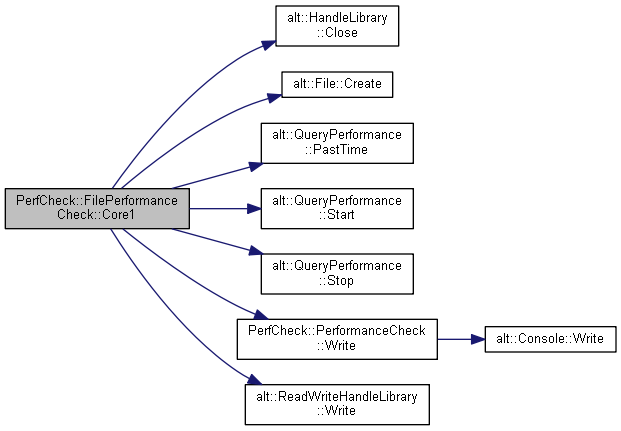 alt::HandleLibrary
::Close
alt::File::Create
alt::QueryPerformance
::PastTime
PerfCheck::FilePerformance
Check::Core1
alt::QueryPerformance
::Start
alt::QueryPerformance
::Stop
PerfCheck::PerformanceCheck
::Write
alt::Console::Write
alt::ReadWriteHandleLibrary
::Write